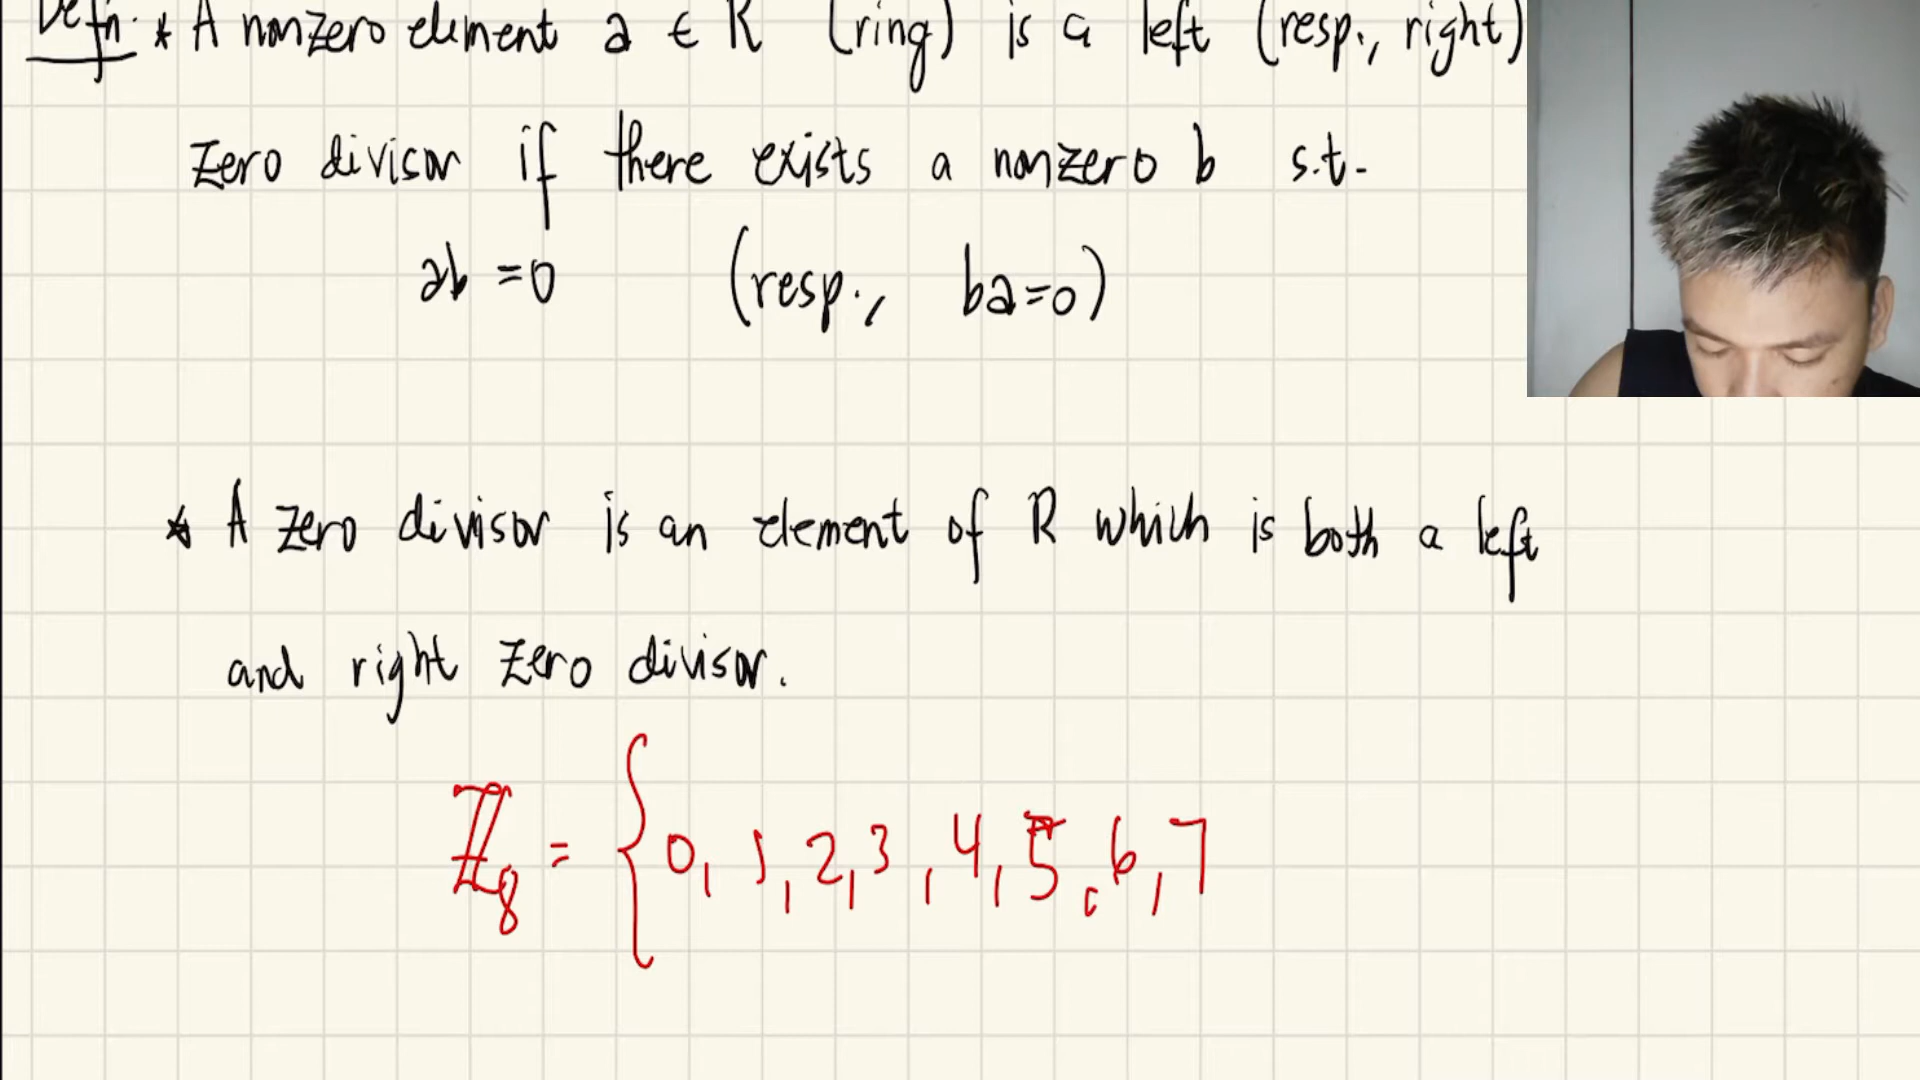 Defn. * A nonzero element a ∈ R (ring) is a left (resp., right)
zero divisor if there exists a nonzero b s.t.
ab = 0 (resp., ba=0)
* A zero divisor is an element of R which is both a left
and right zero divisor.
ℤ₈ = { 0, 1, 2, 3, 4, 5, 6, 7